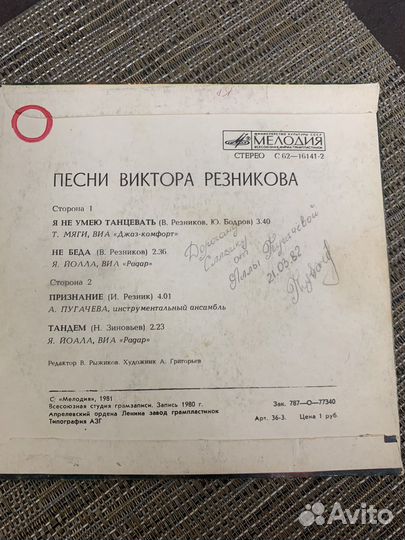 МИНИСТЕРСТВО КУЛЬТУРЫ СССР
МЕЛОДИЯ
ВСЕСОЮЗНАЯ ФИРМА ГРАМПЛАСТИНОК
СТЕРЕО С 62—16141-2
ПЕСНИ ВИКТОРА РЕЗНИКОВА
Сторона 1
Я НЕ УМЕЮ ТАНЦЕВАТЬ (В. Резников, Ю. Бодров) 3.40
Т. МЯГИ, ВИА «Джаз-комфорт»
НЕ БЕДА (В. Резников) 2.36
Я. ЙОАЛА, ВИА «Радар»
Сторона 2
ПРИЗНАНИЕ (И. Резник) 4.01
А. ПУГАЧЕВА, инструментальный ансамбль
ТАНДЕМ (Н. Зиновьев) 2.23
Я. ЙОАЛА, ВИА «Радар»
Дорогому
от
Аллы Пугачевой
21.03.82
Редактор В. Рыжиков. Художник А. Григорьев
С «Мелодия», 1981
Всесоюзная студия грамзаписи. Запись 1980 г.
Апрелевский ордена Ленина завод грампластинок
Типография АЗГ
Зак. 787—О—77340
Арт. 36-3. Цена 1 руб.
Avito